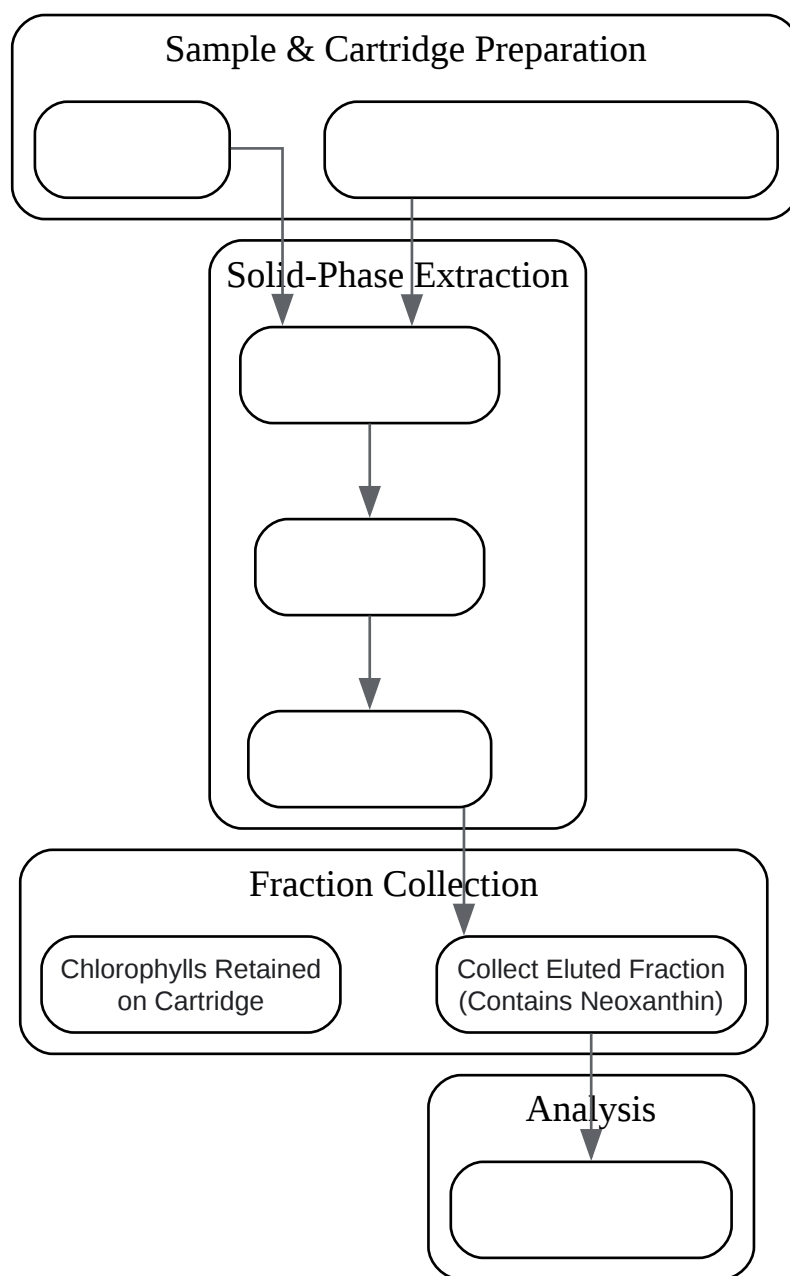 Sample & Cartridge Preparation
Solid-Phase Extraction
Fraction Collection
Chlorophylls Retained
on Cartridge
Collect Eluted Fraction
(Contains Neoxanthin)
Analysis